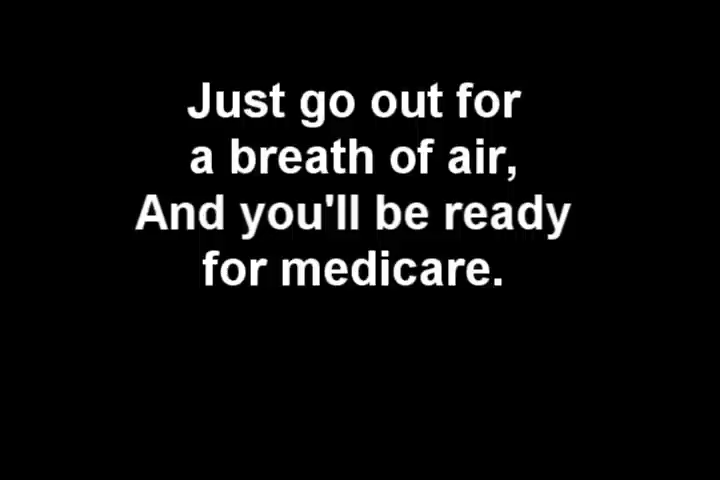 Just go out for
a breath of air,
And you'll be ready
for medicare.